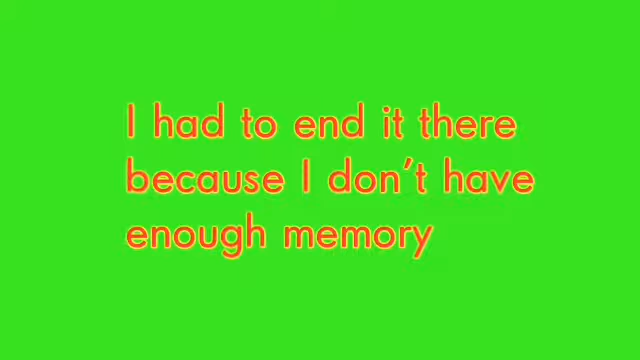 I had to end it there
because I don’t have
enough memory